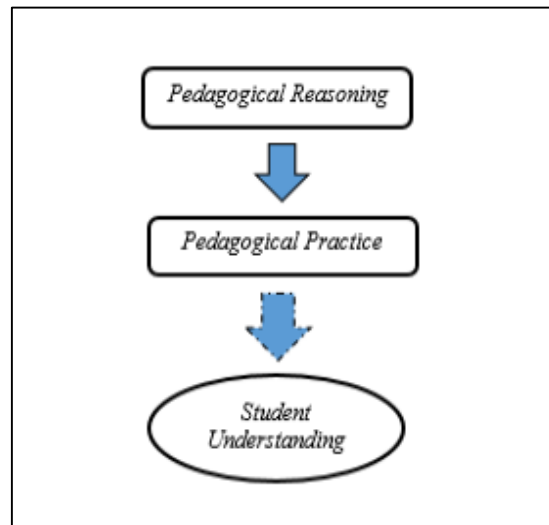 Pedagogical Reasoning
Pedagogical Practice
Student
Understanding